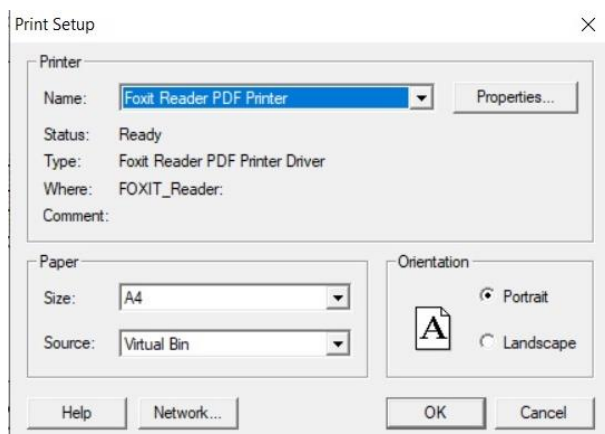 Print Setup
Printer
Name: Foxit Reader PDF Printer Properties...
Status: Ready
Type: Foxit Reader PDF Printer Driver
Where: FOXIT_Reader:
Comment:
Paper
Size: A4
Source: Virtual Bin
Orientation
A
Portrait
Landscape
Help Network... OK Cancel